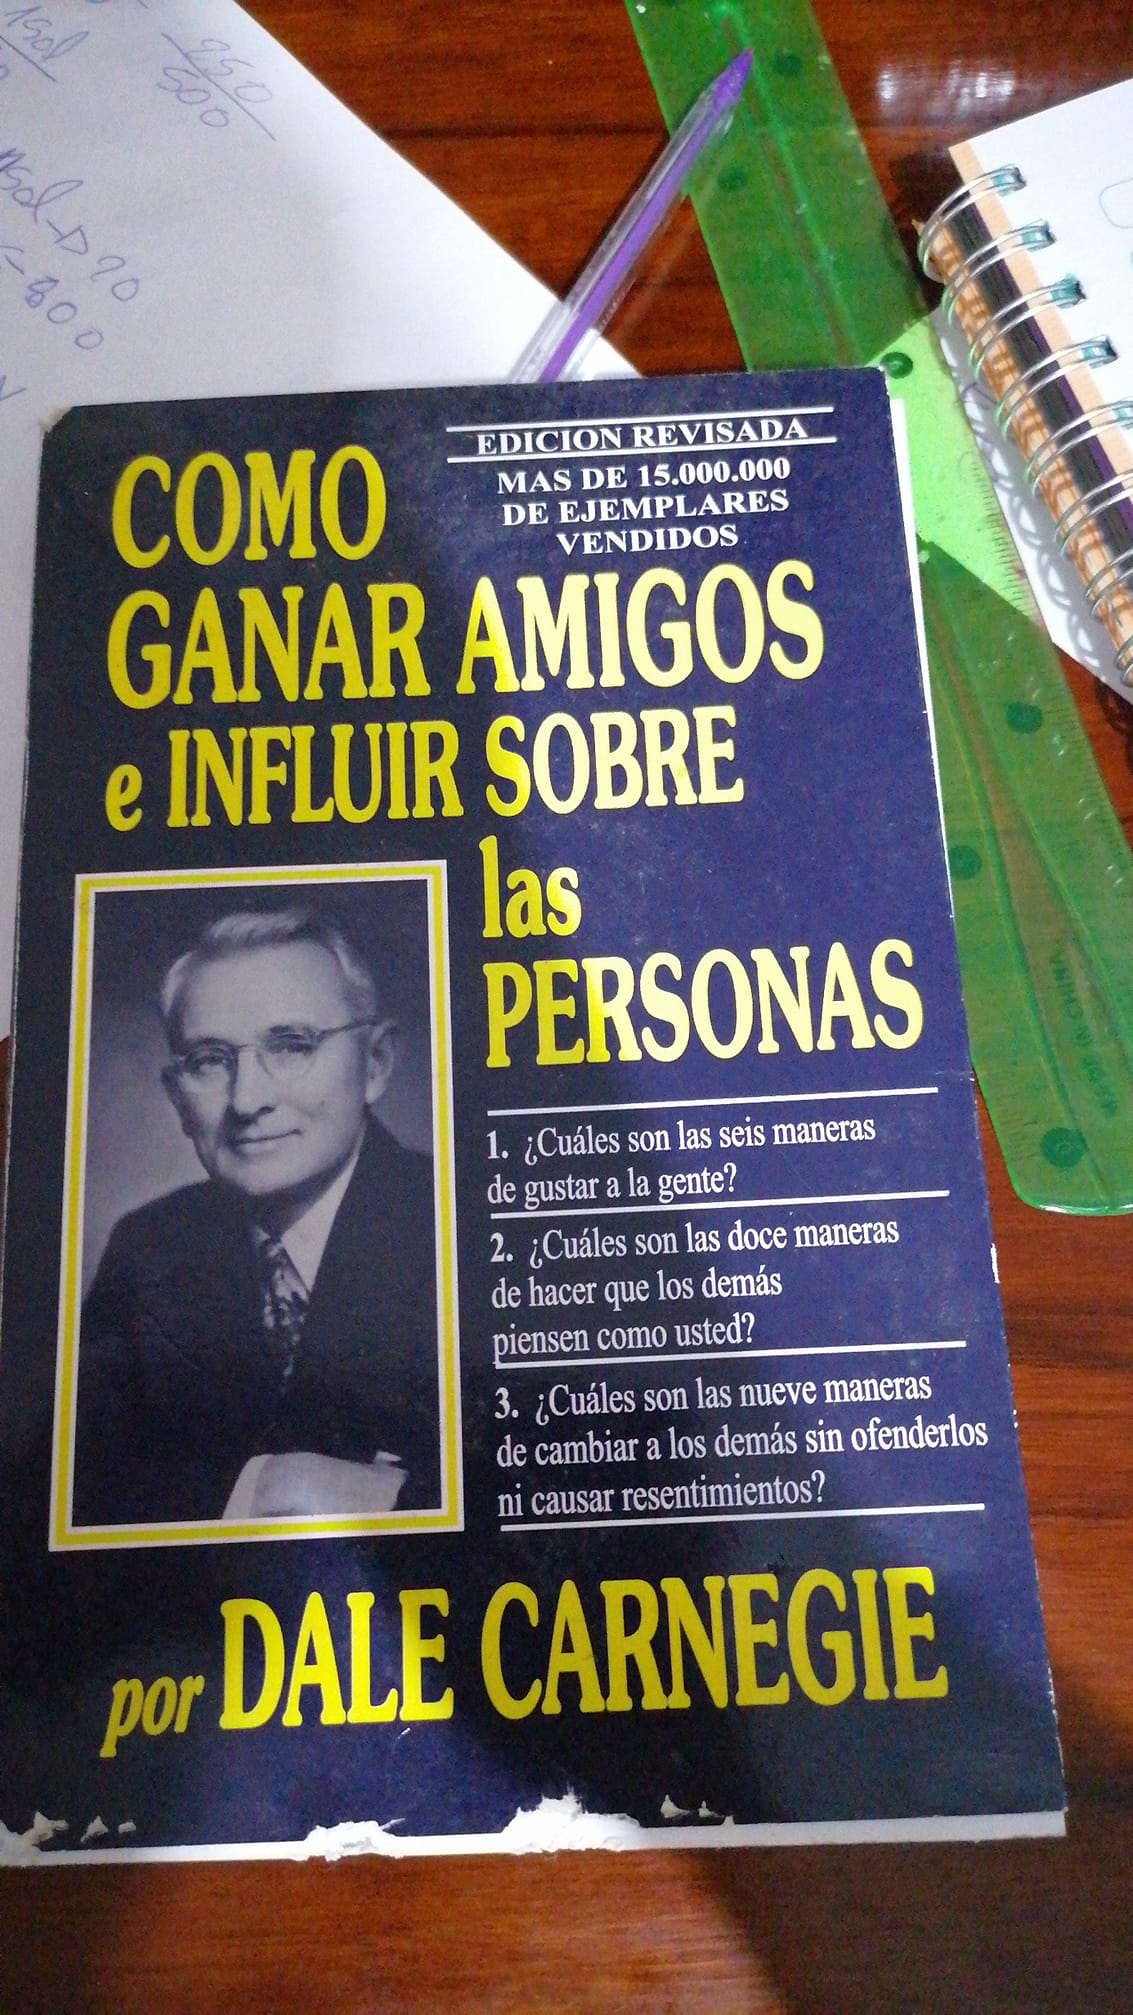 250
500
EDICION REVISADA
MAS DE 15.000.000
DE EJEMPLARES
VENDIDOS
COMO
GANAR AMIGOS
e INFLUIR SOBRE
las
PERSONAS
1. ¿Cuáles son las seis maneras
de gustar a la gente?
2. ¿Cuáles son las doce maneras
de hacer que los demás
piensen como usted?
3. ¿Cuáles son las nueve maneras
de cambiar a los demás sin ofenderlos
ni causar resentimientos?
por DALE CARNEGIE